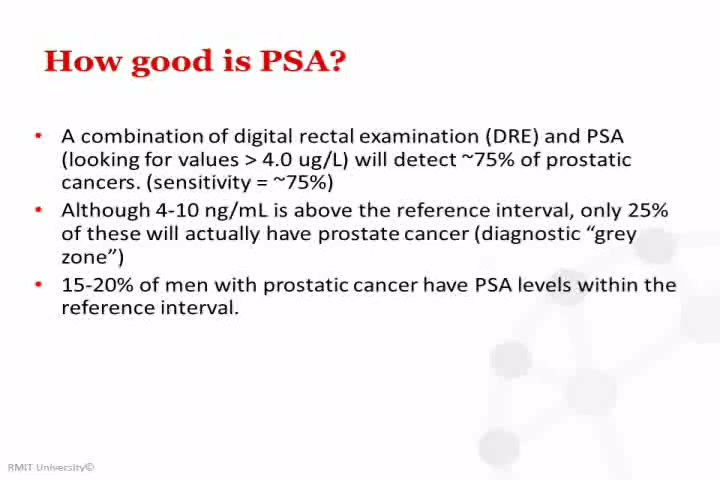 How good is PSA?
• A combination of digital rectal examination (DRE) and PSA
(looking for values > 4.0 ug/L) will detect ~75% of prostatic
cancers. (sensitivity = ~75%)
• Although 4-10 ng/mL is above the reference interval, only 25%
of these will actually have prostate cancer (diagnostic “grey
zone”)
• 15-20% of men with prostatic cancer have PSA levels within the
reference interval.
RMIT University©